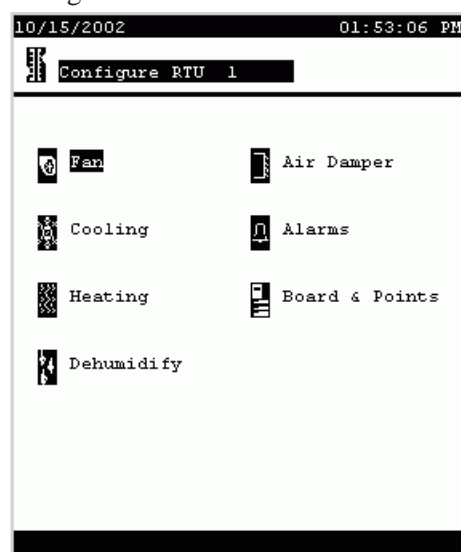 10/15/2002 01:53:06 PM
Configure RTU 1
Fan
Air Damper
Cooling
Alarms
Heating
Board & Points
Dehumidify